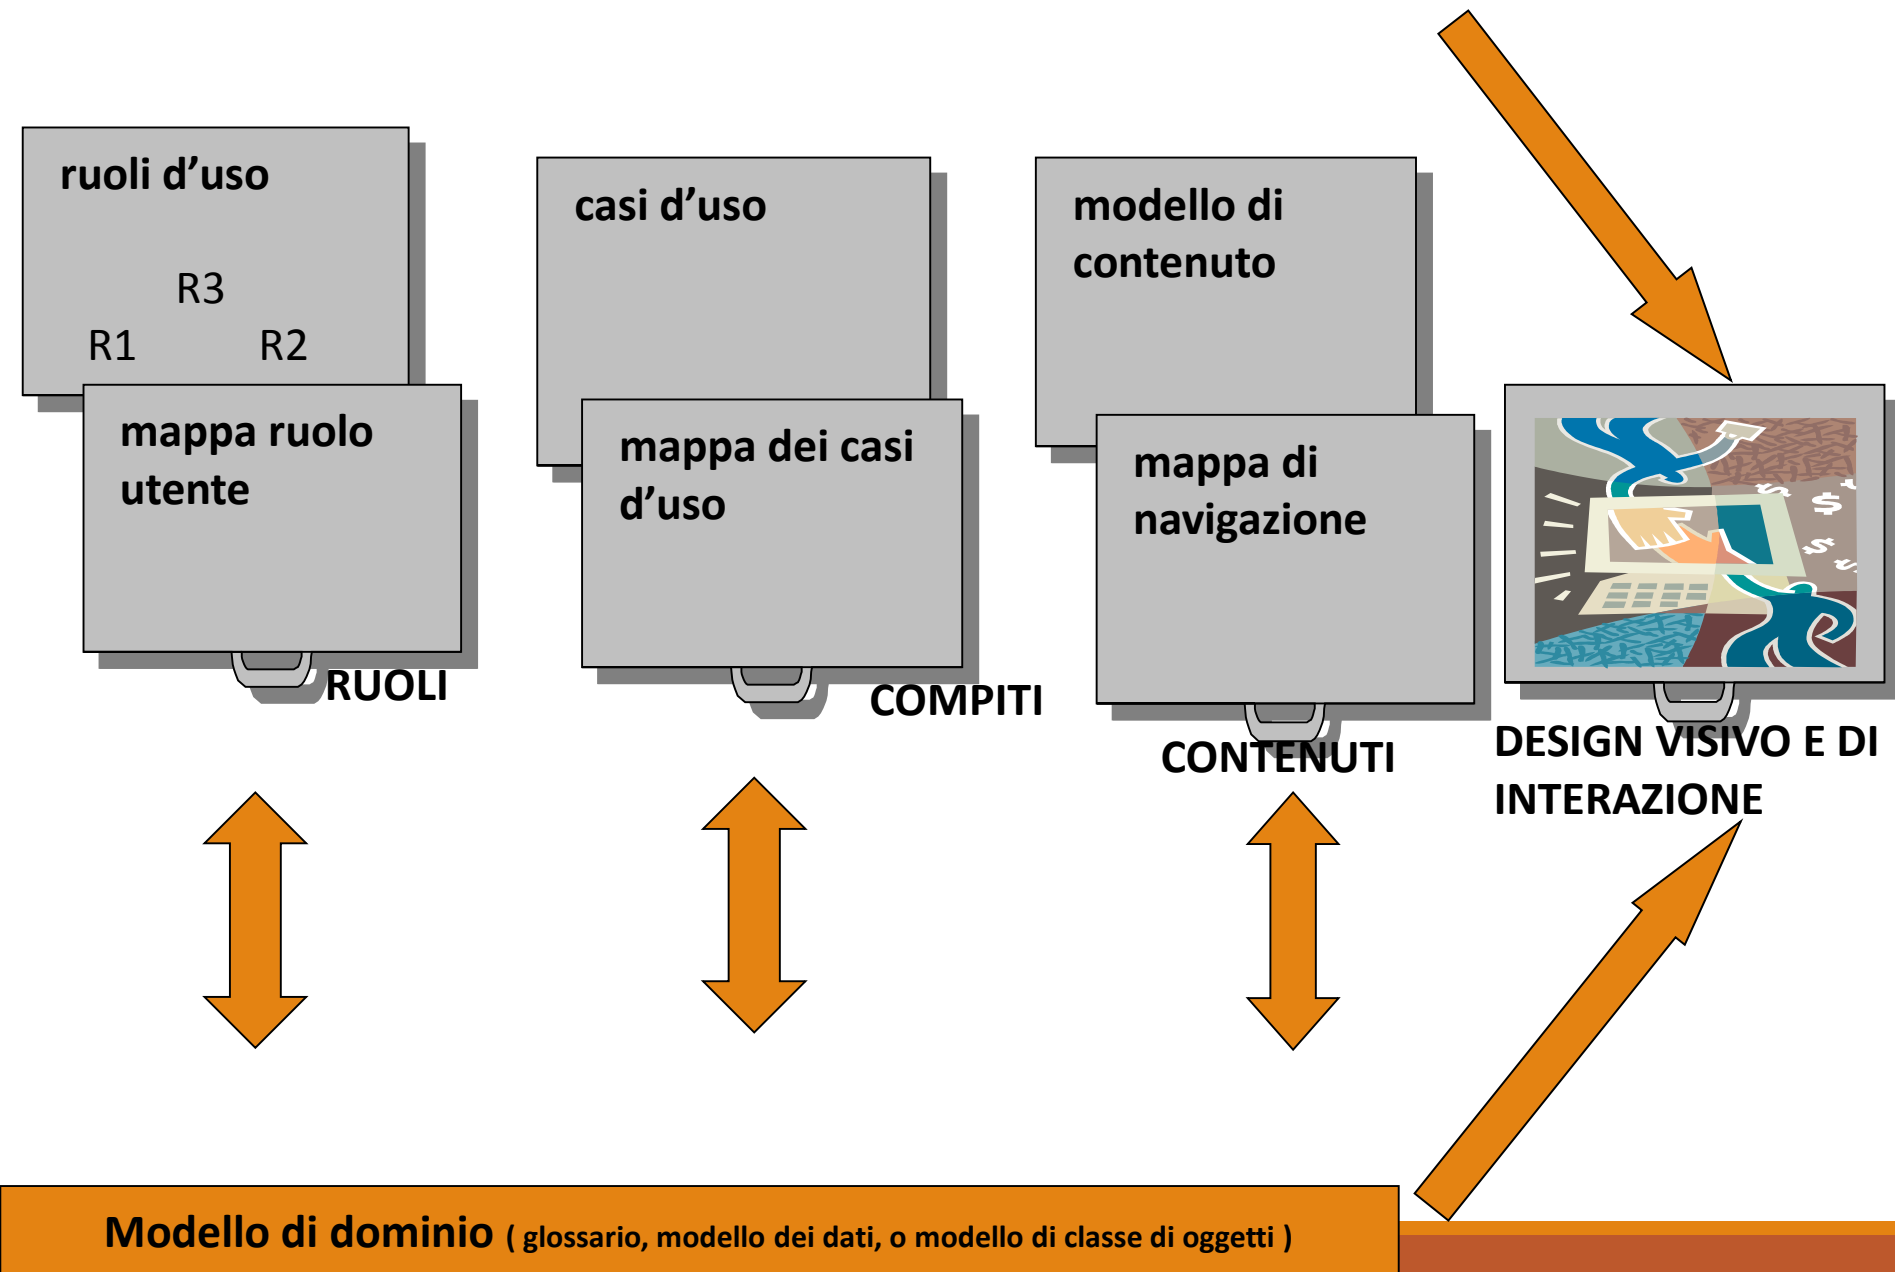 ruoli d’uso
R3
R1 R2
mappa ruolo
utente
RUOLI
casi d’uso
mappa dei casi
d’uso
COMPITI
modello di
contenuto
mappa di
navigazione
CONTENUTI
$
$
$
$
$
DESIGN VISIVO E DI
INTERAZIONE
Modello di dominio ( glossario, modello dei dati, o modello di classe di oggetti )